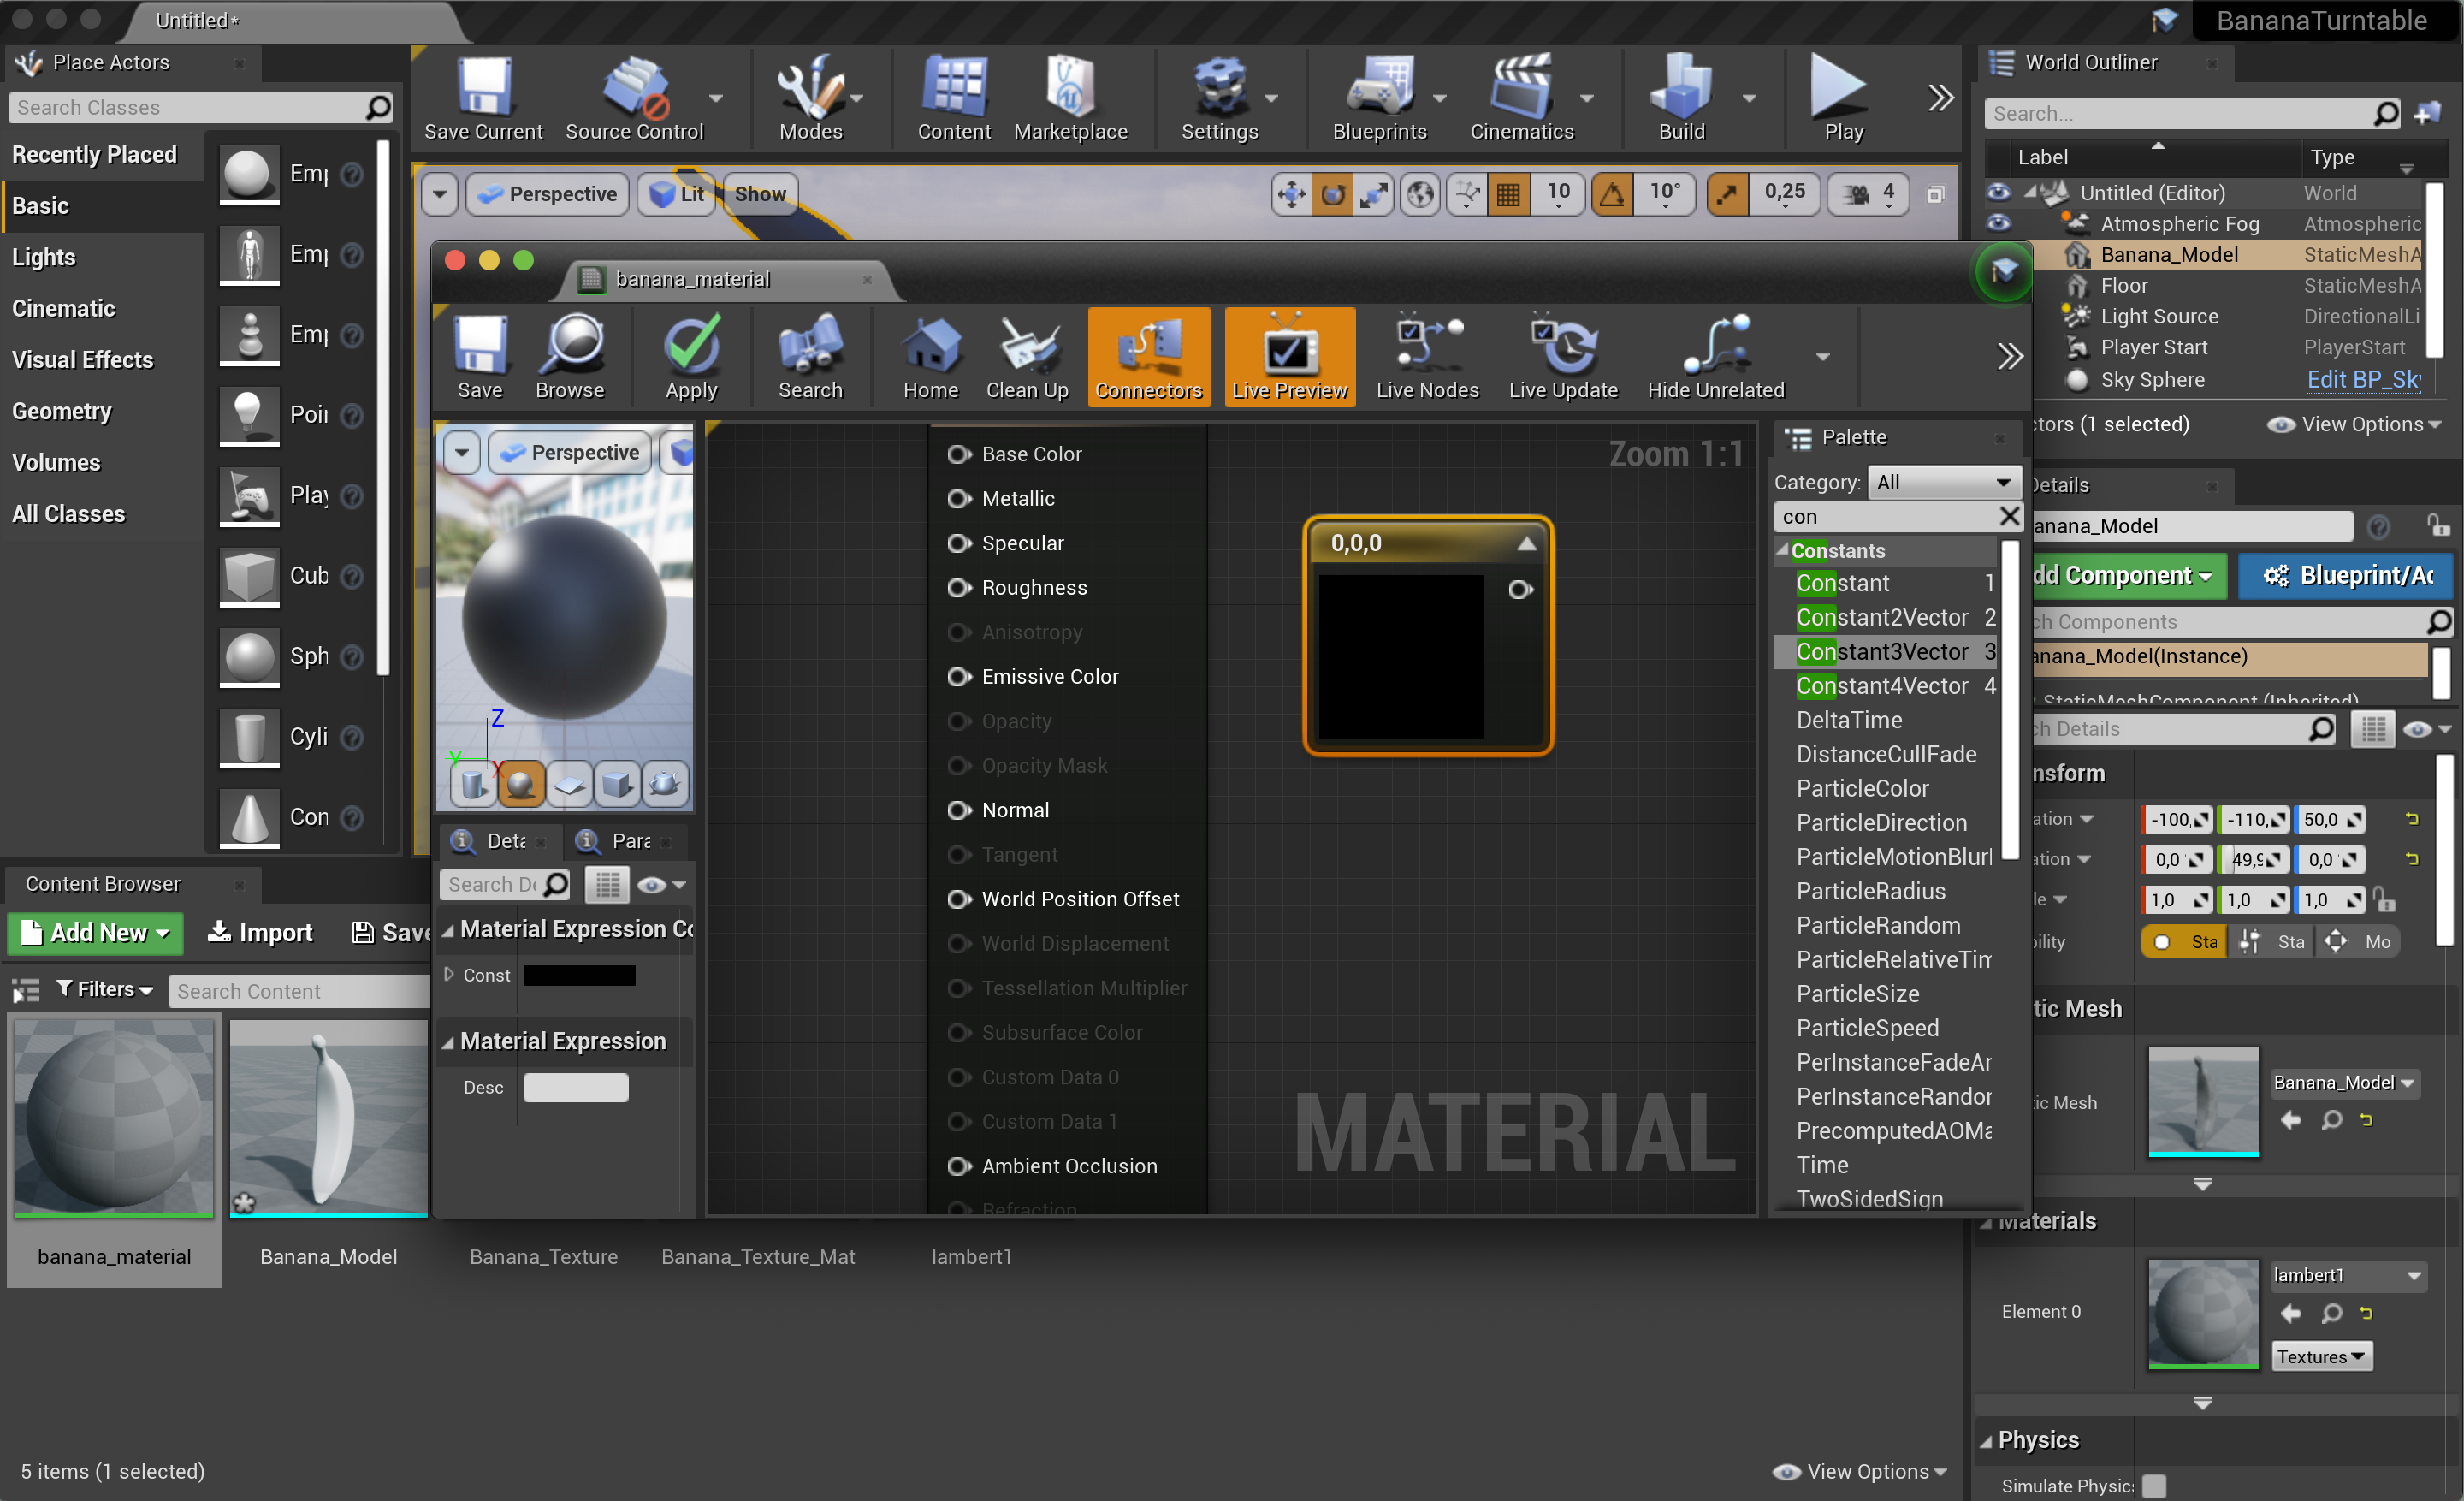 Untitled*
BananaTurntable
Place Actors
World Outliner
Search Classes
Save Current
Source Control
Modes
Content
Marketplace
Settings
Blueprints
Cinematics
Build
Play
Search...
Recently Placed
Basic
Lights
Cinematic
Visual Effects
Geometry
Volumes
All Classes
Emp
Emp
Emp
Poin
Play
Cub
Sph
Cyli
Con
Perspective
Lit
Show
10
10°
0,25
4
Label
Type
Untitled (Editor) World
Atmospheric Fog Atmospheric
Banana_Model StaticMeshA
Floor StaticMeshA
Light Source DirectionalLi
Player Start PlayerStart
Sky Sphere Edit BP_Sky
ctors (1 selected)
View Options
banana_material
Save
Browse
Apply
Search
Home
Clean Up
Connectors
Live Preview
Live Nodes
Live Update
Hide Unrelated
Perspective
Z
Y
X
Base Color
Metallic
Specular
Roughness
Anisotropy
Emissive Color
Opacity
Opacity Mask
Normal
Tangent
World Position Offset
World Displacement
Tessellation Multiplier
Subsurface Color
Custom Data 0
Custom Data 1
Ambient Occlusion
Refraction
Zoom 1:1
0,0,0
MATERIAL
Palette
Category: All
con
Constants
Constant 1
Constant2Vector 2
Constant3Vector 3
Constant4Vector 4
DeltaTime
DistanceCullFade
ParticleColor
ParticleDirection
ParticleMotionBlurl
ParticleRadius
ParticleRandom
ParticleRelativeTim
ParticleSize
ParticleSpeed
PerInstanceFadeAr
PerInstanceRandor
PrecomputedAOMa
Time
TwoSidedSign
Deta
Para
Search De
Material Expression Co
Const
Material Expression
Desc
Details
anana_Model
dd Component
Blueprint/Ac
ch Components
anana_Model(Instance)
StaticMeshComponent (Inherited)
ch Details
nsform
ation
-100,
-110,
50,0
ation
0,0
49,9
0,0
le
1,0
1,0
1,0
bility
Sta
Sta
Mo
tic Mesh
tic Mesh
Banana_Model
Materials
Element 0
lambert1
Textures
Physics
Simulate Physics
Content Browser
Add New
Import
Save
Filters
Search Content
banana_material
Banana_Model
Banana_Texture
Banana_Texture_Mat
lambert1
5 items (1 selected)
View Options